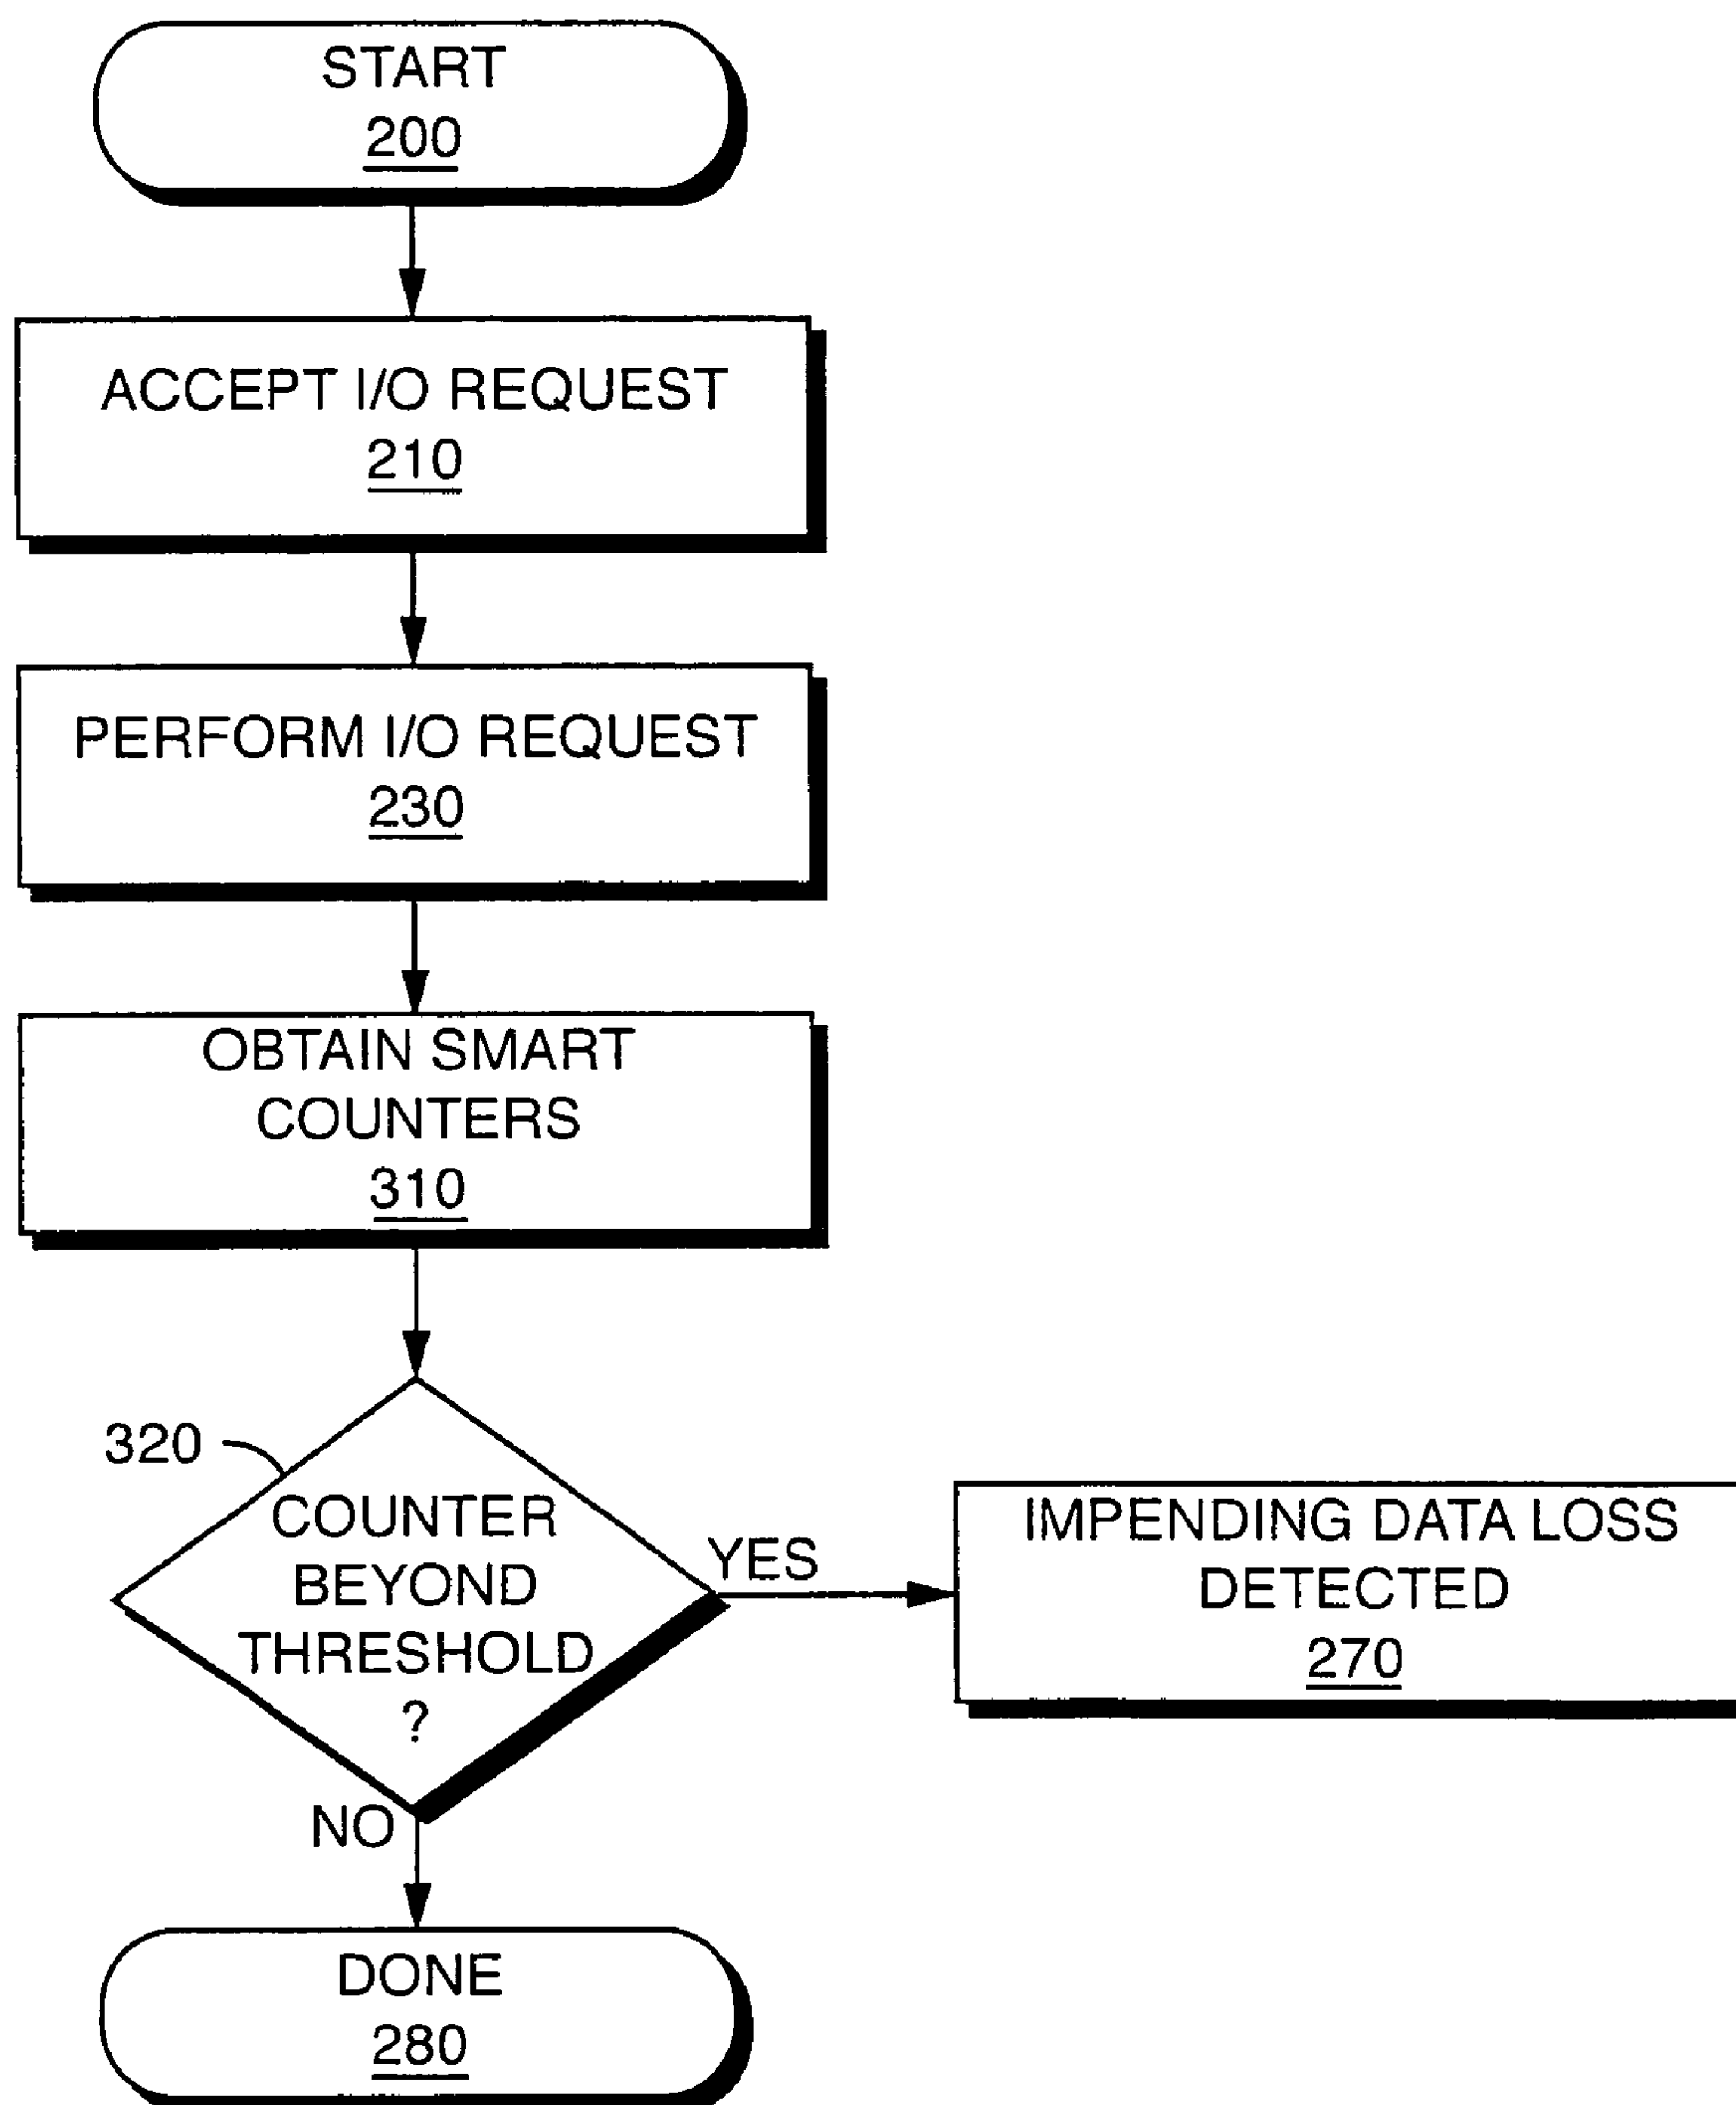 START
200
ACCEPT I/O REQUEST
210
PERFORM I/O REQUEST
230
OBTAIN SMART
COUNTERS
310
320
COUNTER
BEYOND
THRESHOLD
?
YES
IMPENDING DATA LOSS
DETECTED
270
NO
DONE
280